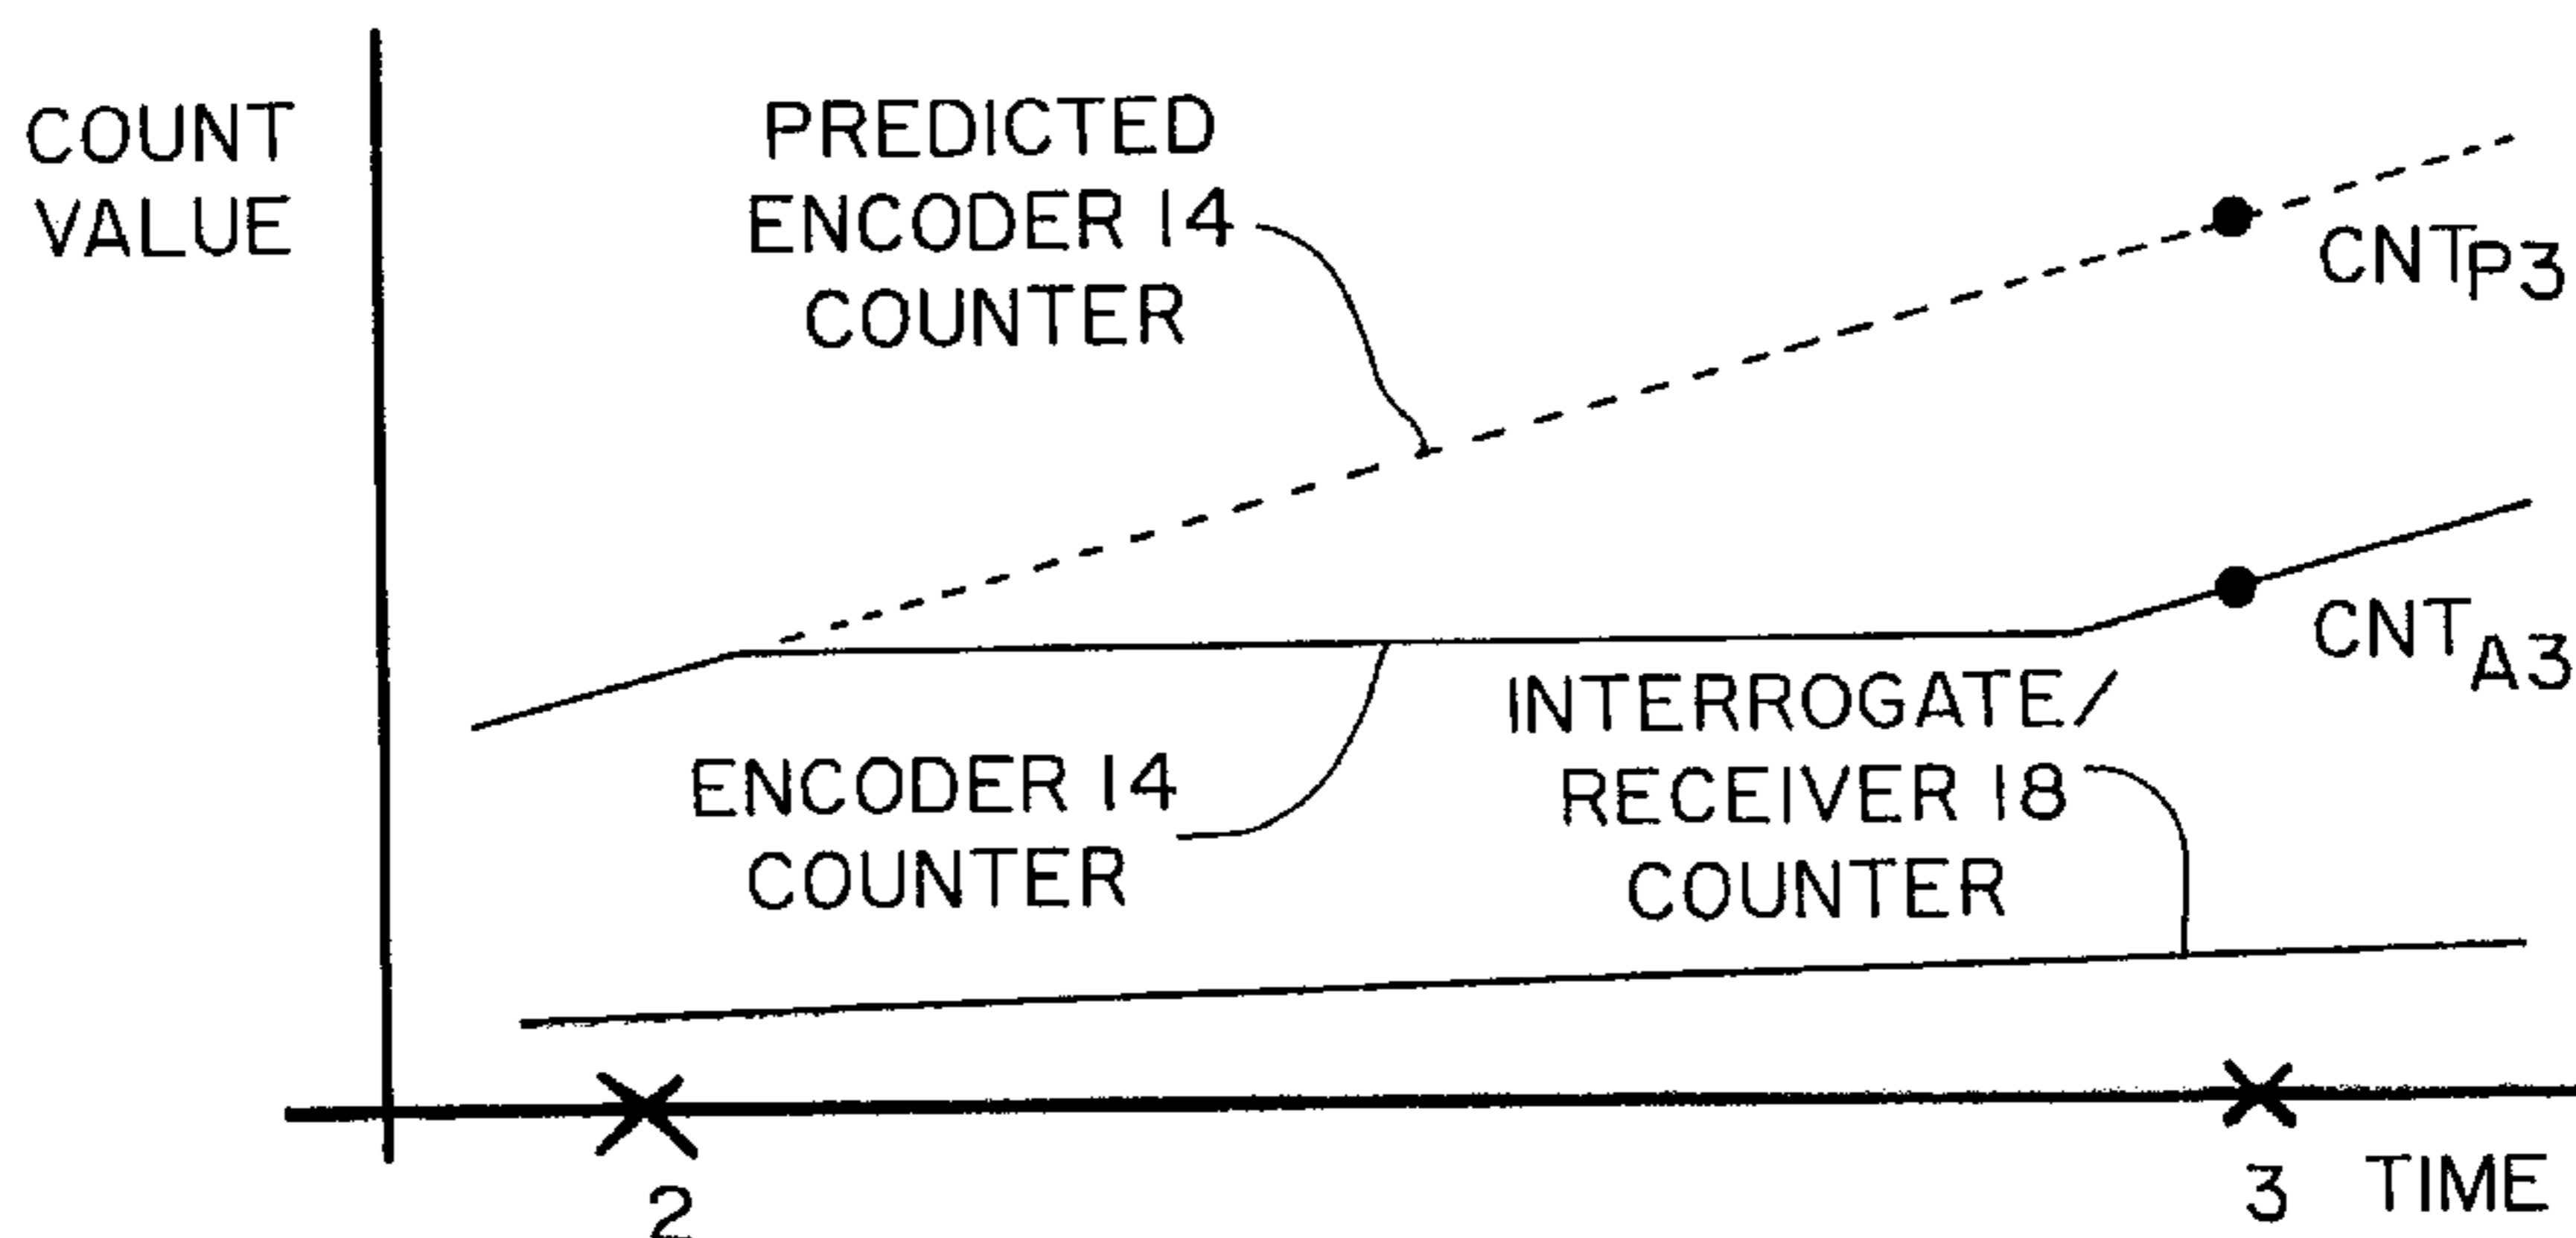 COUNT
VALUE
PREDICTED
ENCODER 14
COUNTER
CNTP3
CNTA3
ENCODER 14
COUNTER
INTERROGATE/
RECEIVER 18
COUNTER
2
3 TIME